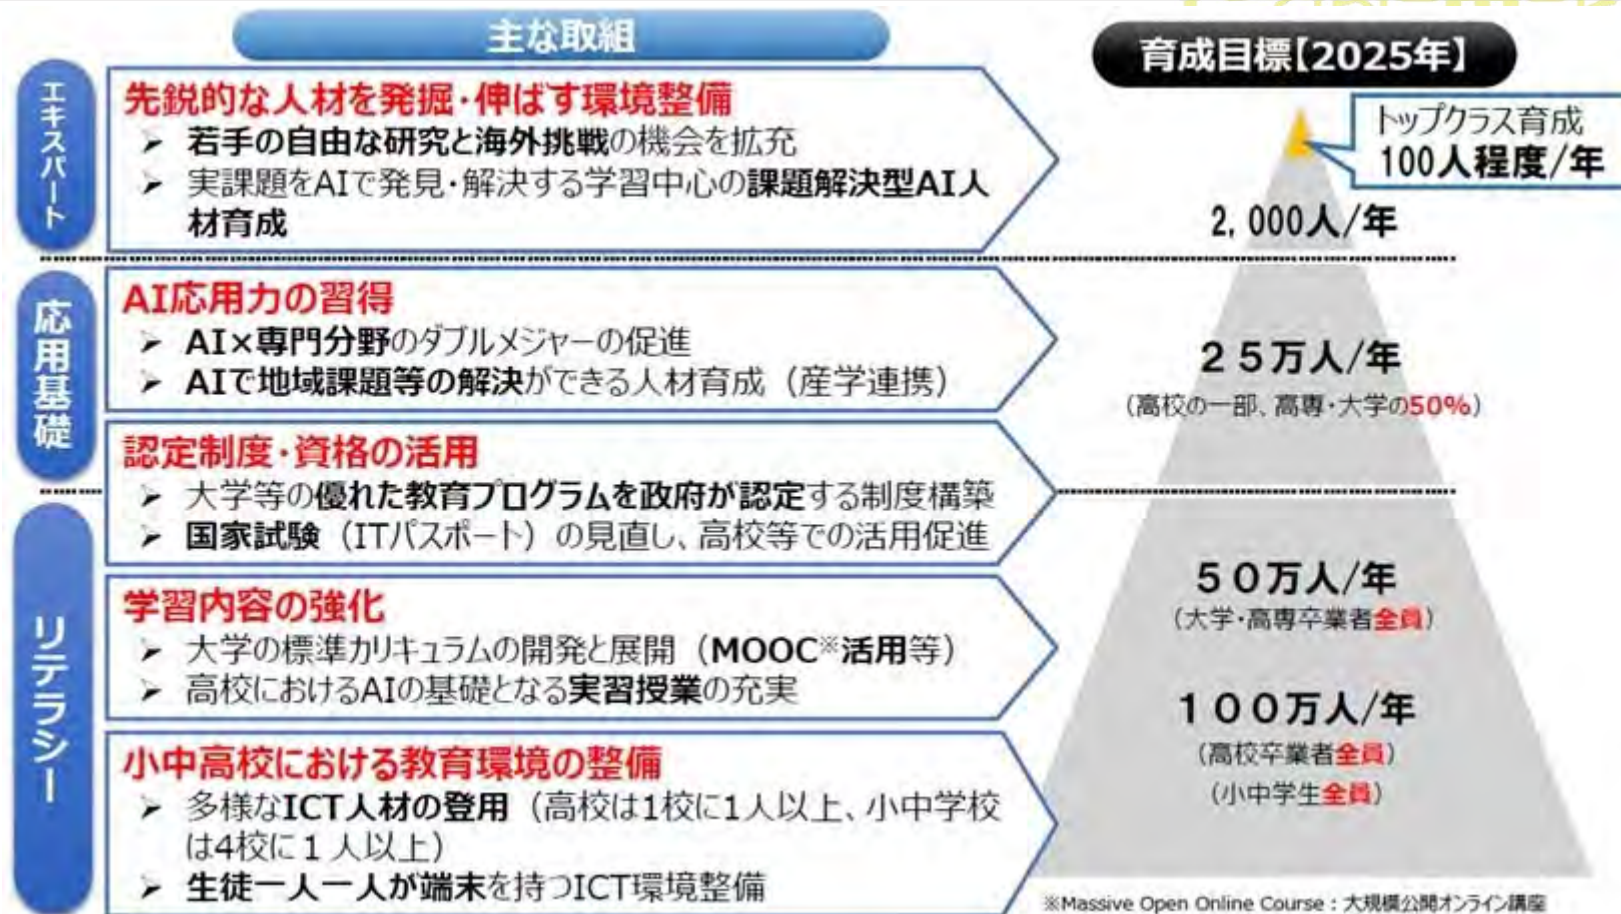 主な取組
育成目標【2025年】
エキスパート
先鋭的な人材を発掘・伸ばす環境整備
➢ 若手の自由な研究と海外挑戦の機会を拡充
➢ 実課題をAIで発見・解決する学習中心の課題解決型AI人
材育成
トップクラス育成
100人程度/年
2,000人/年
応用基礎
AI応用力の習得
➢ AI×専門分野のダブルメジャーの促進
➢ AIで地域課題等の解決ができる人材育成（産学連携）
２５万人/年
（高校の一部、高専・大学の50%）
認定制度・資格の活用
➢ 大学等の優れた教育プログラムを政府が認定する制度構築
➢ 国家試験（ITパスポート）の見直し、高校等での活用促進
リテラシー
学習内容の強化
➢ 大学の標準カリキュラムの開発と展開（MOOC※活用等）
➢ 高校におけるAIの基礎となる実習授業の充実
５０万人/年
（大学・高専卒業者全員）
小中高校における教育環境の整備
➢ 多様なICT人材の登用（高校は1校に1人以上、小中学校
は4校に１人以上）
➢ 生徒一人一人が端末を持つICT環境整備
１００万人/年
（高校卒業者全員）
（小中学生全員）
※Massive Open Online Course：大規模公開オンライン講座